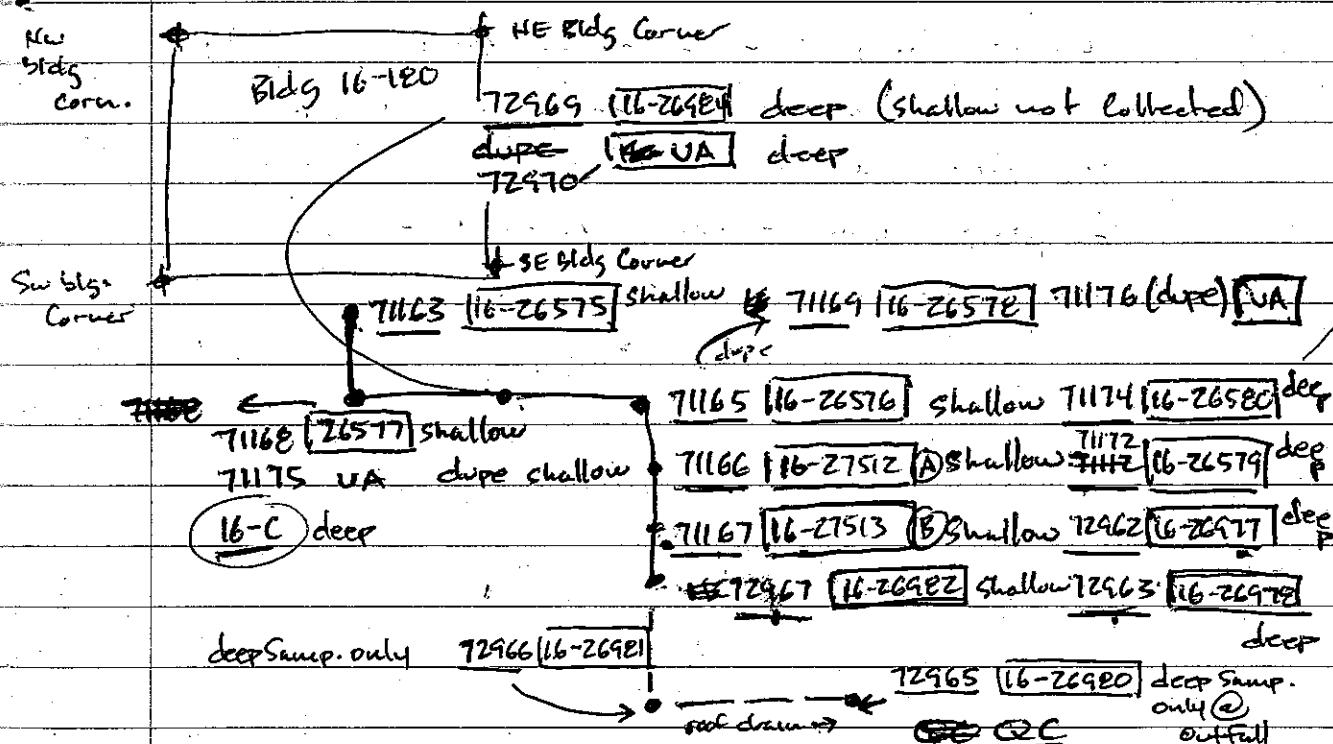 NW Bldg Corn.
NE Bldg Corner
Bldg 16-180
72969 16-26984 deep (shallow not collected)
dupe UA deep
72970
SW bldg. Corner
SE Bldg Corner
71163 16-26575 shallow 71169 16-26578 71176 (dupe) UA
dupe
71165 16-26576 shallow 71174 16-26580 deep
71168 26577 shallow
71166 16-27512 (A) shallow 71172 16-26579 deep
71175 UA dupe shallow
16-C deep
71167 16-27513 (B) shallow 72962 16-26977 deep
72967 16-26982 shallow 72963 16-26978 deep
deep Samp. only 72966 16-26981
72965 16-26980 deep Samp. only @ outfall
roof drain →
QC